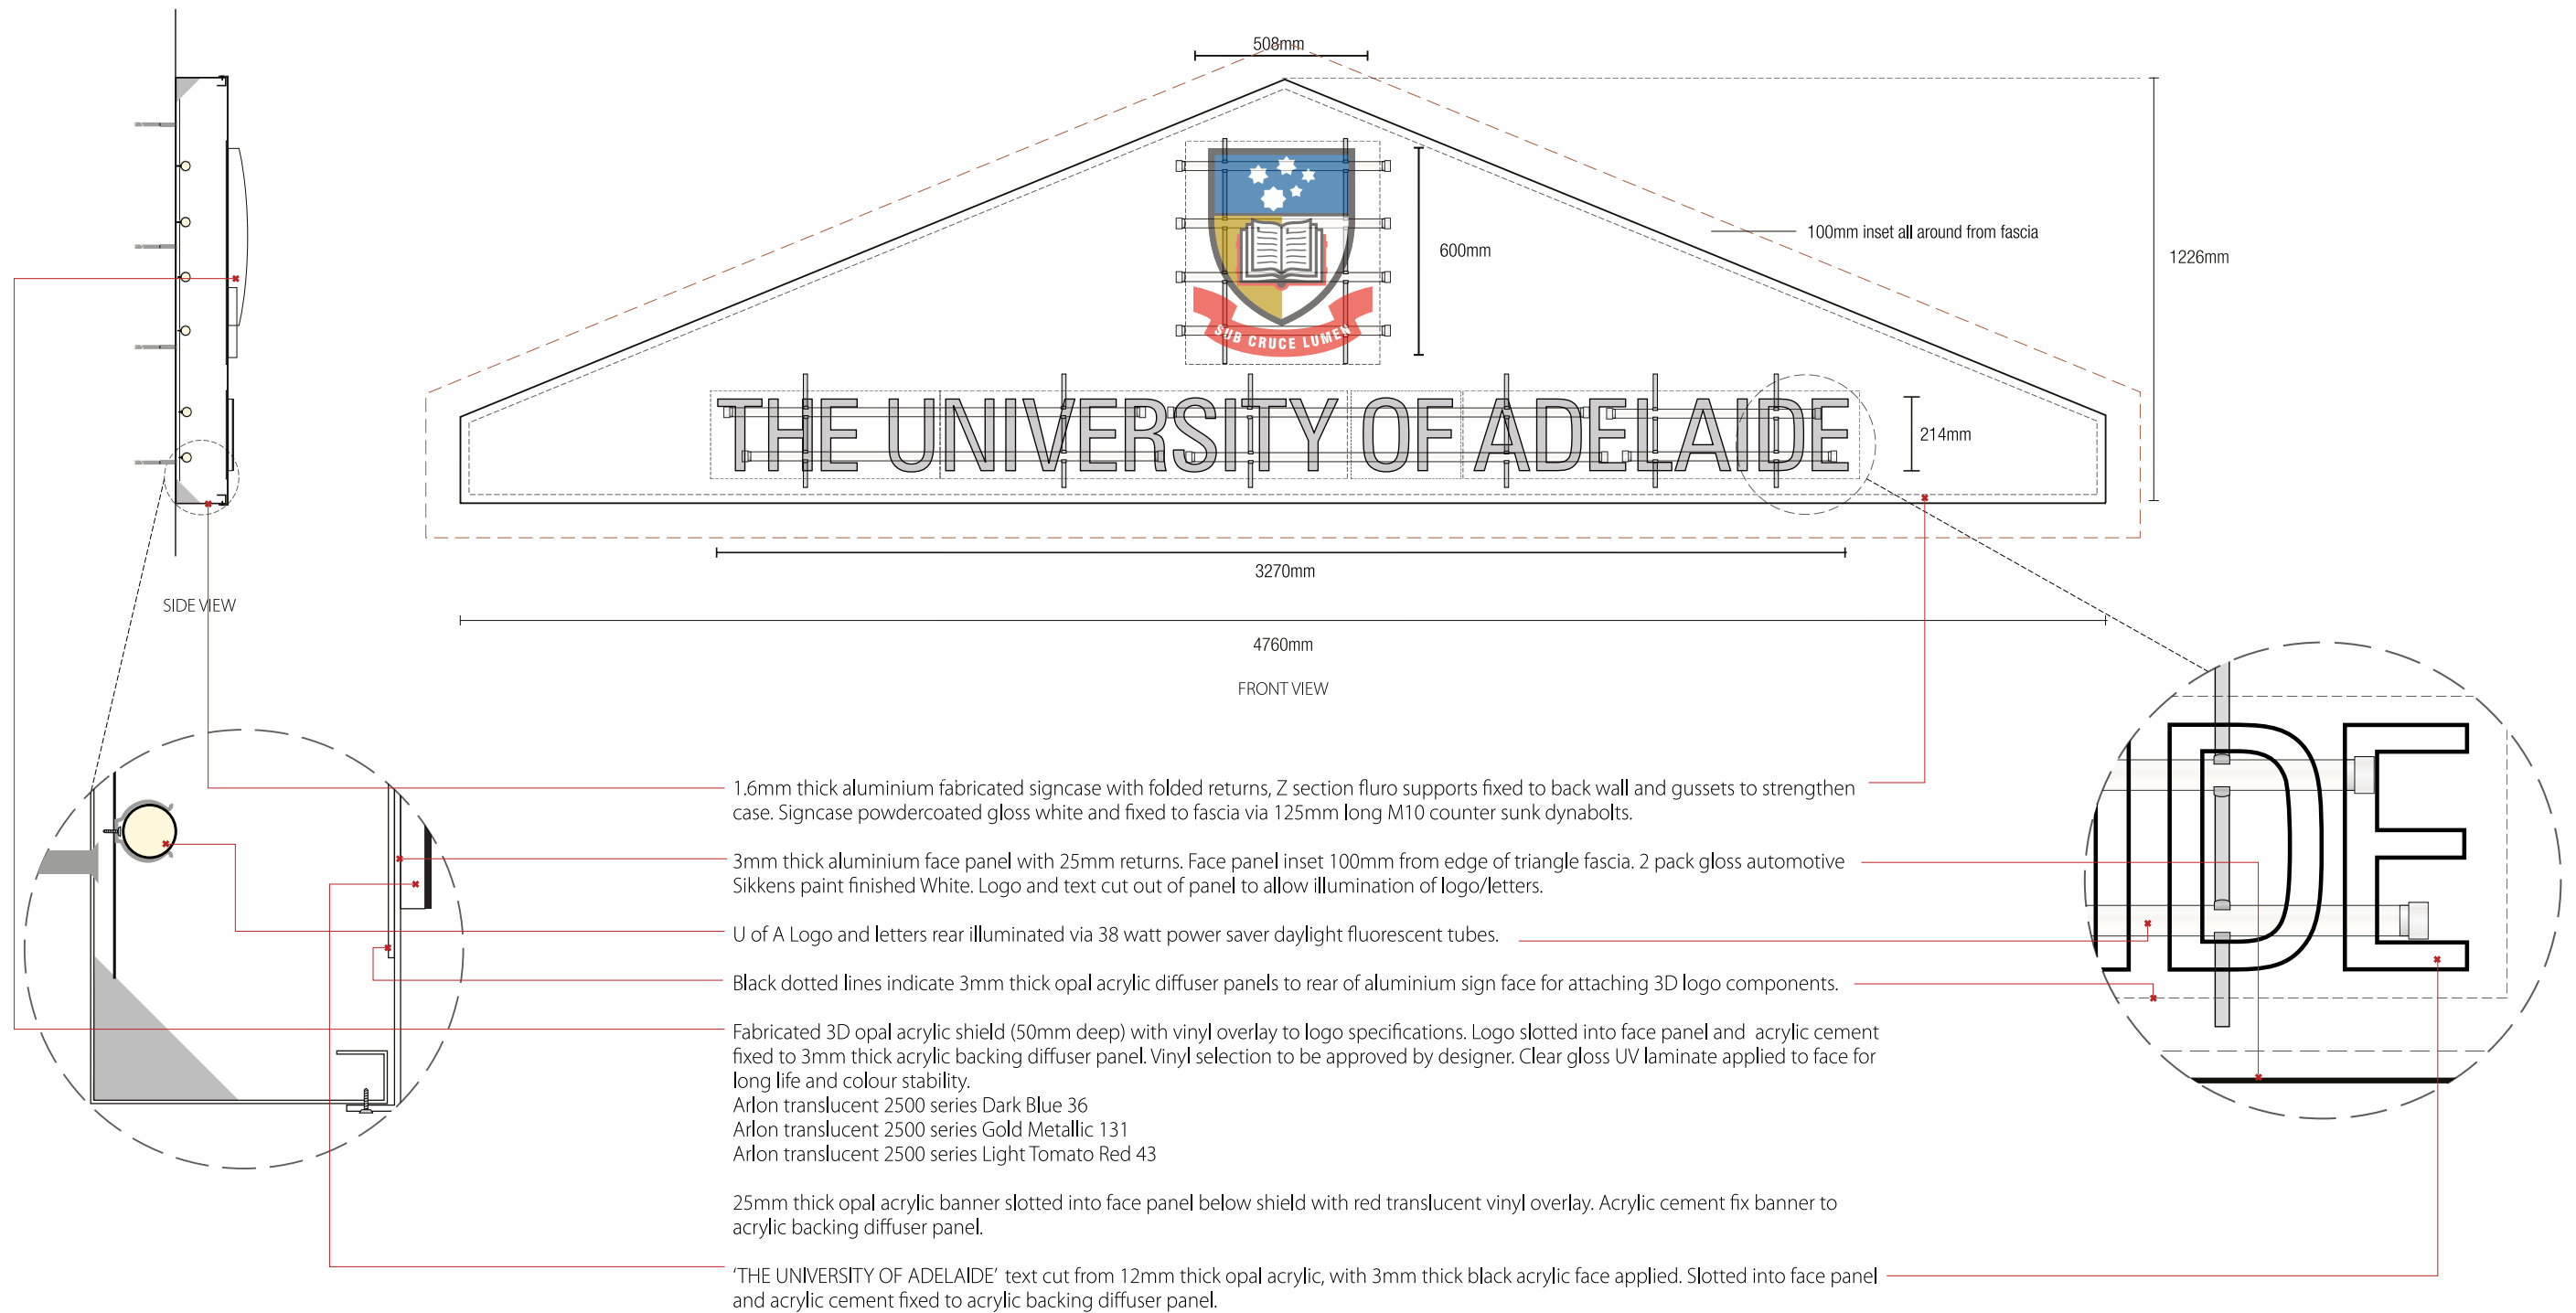 508mm
100mm inset all around from fascia
600mm
1226mm
SUB CRUCE LUMEN
THE UNIVERSITY OF ADELAIDE
214mm
3270mm
SIDE VIEW
4760mm
FRONT VIEW
IDE
1.6mm thick aluminium fabricated signcase with folded returns, Z section fluro supports fixed to back wall and gussets to strengthen
case. Signcase powdercoated gloss white and fixed to fascia via 125mm long M10 counter sunk dynabolts.
3mm thick aluminium face panel with 25mm returns. Face panel inset 100mm from edge of triangle fascia. 2 pack gloss automotive
Sikkens paint finished White. Logo and text cut out of panel to allow illumination of logo/letters.
U of A Logo and letters rear illuminated via 38 watt power saver daylight fluorescent tubes.
Black dotted lines indicate 3mm thick opal acrylic diffuser panels to rear of aluminium sign face for attaching 3D logo components.
Fabricated 3D opal acrylic shield (50mm deep) with vinyl overlay to logo specifications. Logo slotted into face panel and acrylic cement
fixed to 3mm thick acrylic backing diffuser panel. Vinyl selection to be approved by designer. Clear gloss UV laminate applied to face for
long life and colour stability.
Arlon translucent 2500 series Dark Blue 36
Arlon translucent 2500 series Gold Metallic 131
Arlon translucent 2500 series Light Tomato Red 43
25mm thick opal acrylic banner slotted into face panel below shield with red translucent vinyl overlay. Acrylic cement fix banner to
acrylic backing diffuser panel.
‘THE UNIVERSITY OF ADELAIDE’ text cut from 12mm thick opal acrylic, with 3mm thick black acrylic face applied. Slotted into face panel
and acrylic cement fixed to acrylic backing diffuser panel.